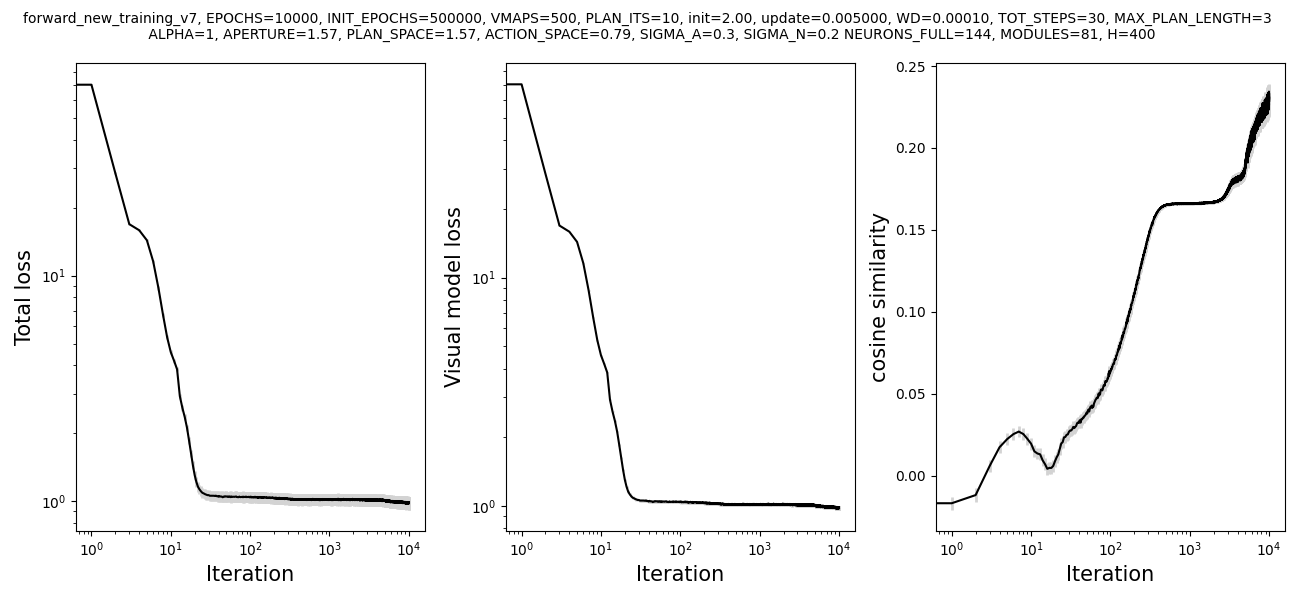 forward_new_training_v7, EPOCHS=10000, INIT_EPOCHS=500000, VMAPS=500, PLAN_ITS=10, init=2.00, update=0.005000, WD=0.00010, TOT_STEPS=30, MAX_PLAN_LENGTH=3
ALPHA=1, APERTURE=1.57, PLAN_SPACE=1.57, ACTION_SPACE=0.79, SIGMA_A=0.3, SIGMA_N=0.2 NEURONS_FULL=144, MODULES=81, H=400
Total loss
10¹
10⁰
10⁰ 10¹ 10² 10³ 10⁴
Iteration
Visual model loss
10¹
10⁰
10⁰ 10¹ 10² 10³ 10⁴
Iteration
cosine similarity
0.25
0.20
0.15
0.10
0.05
0.00
10⁰ 10¹ 10² 10³ 10⁴
Iteration